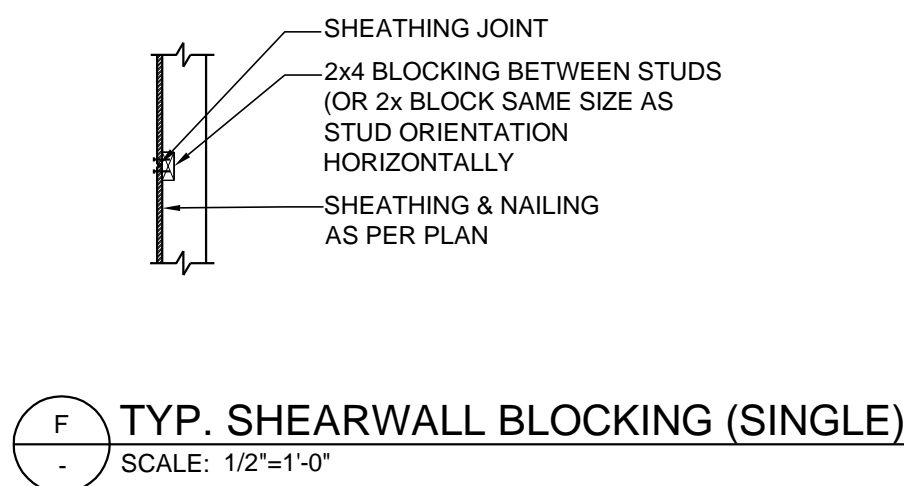 SHEATHING JOINT
2x4 BLOCKING BETWEEN STUDS
(OR 2x BLOCK SAME SIZE AS
STUD ORIENTATION
HORIZONTALLY
SHEATHING & NAILING
AS PER PLAN
F
TYP. SHEARWALL BLOCKING (SINGLE)
-
SCALE: 1/2"=1'-0"